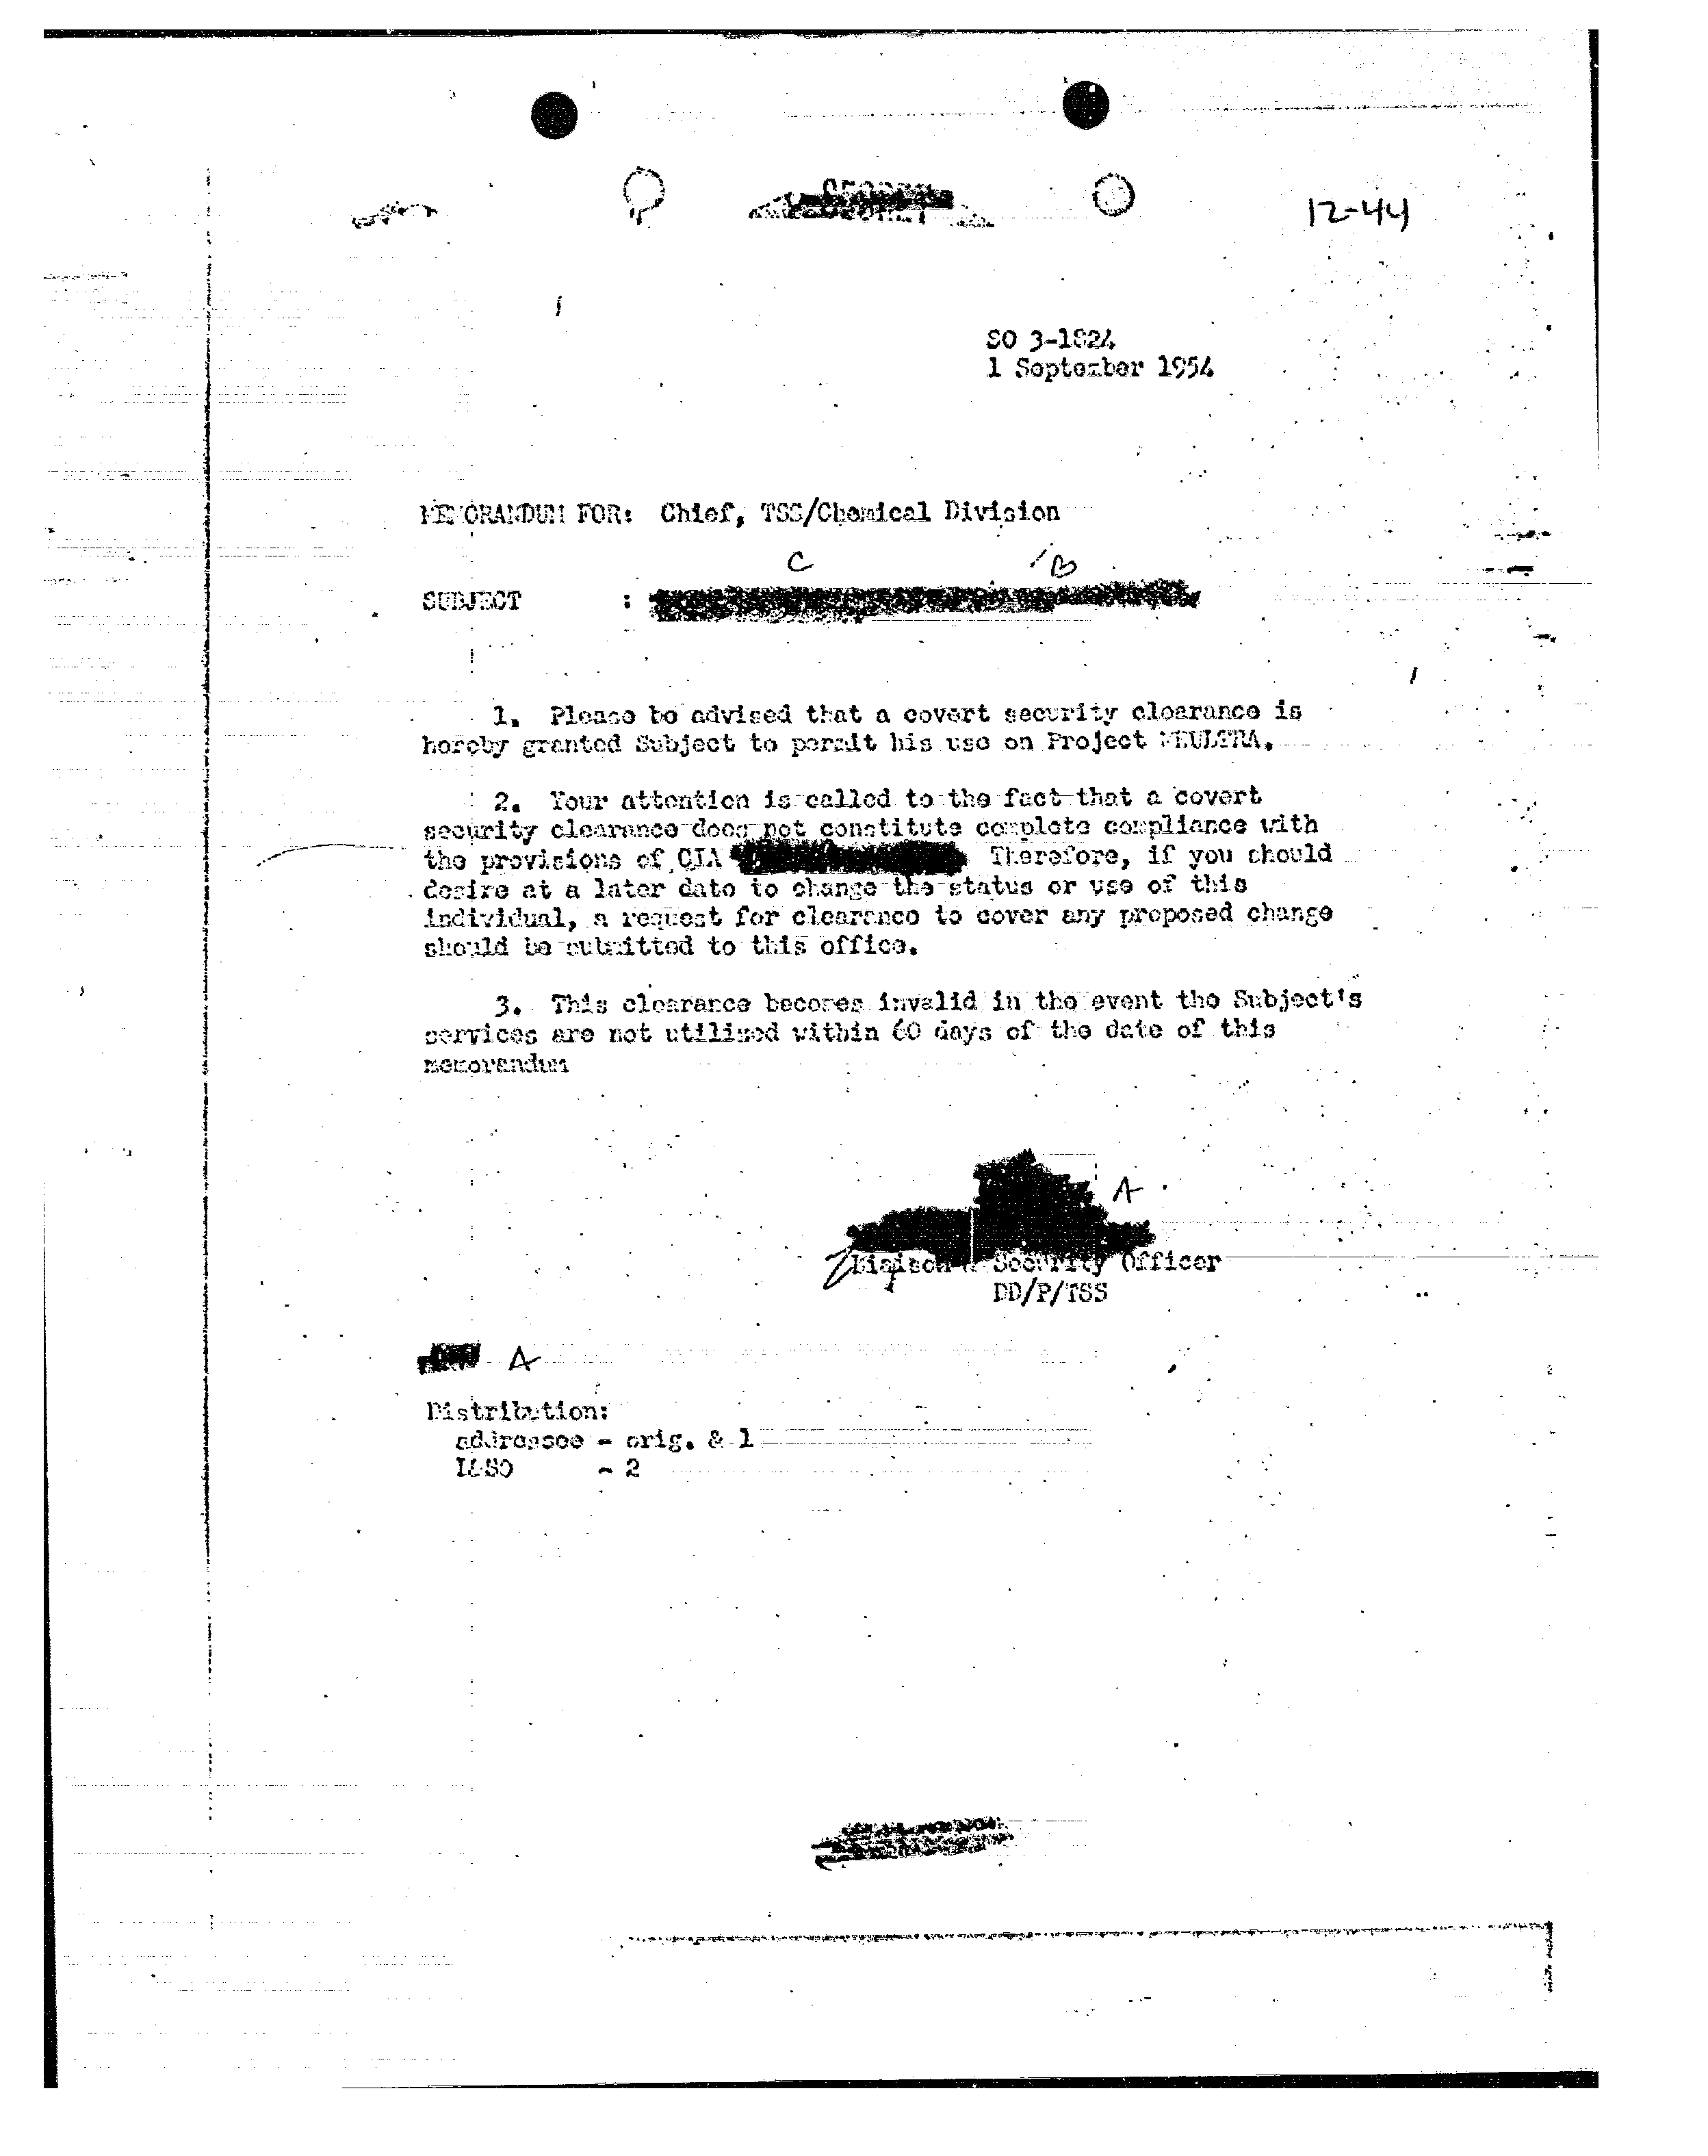 12-44
SO 3-1824
1 September 1954
MEMORANDUM FOR: Chief, TSS/Chemical Division
C B
SUBJECT :
1. Please be advised that a covert security clearance is
hereby granted Subject to permit his use on Project MKULTRA.
2. Your attention is called to the fact that a covert
security clearance does not constitute complete compliance with
the provisions of CIA Therefore, if you should
desire at a later date to change the status or use of this
individual, a request for clearance to cover any proposed change
should be submitted to this office.
3. This clearance becomes invalid in the event the Subject's
services are not utilized within 60 days of the date of this
memorandum
A
Liaison & Security Officer
DD/P/TSS
A
Distribution:
addressee - orig. & 1
L&SO - 2